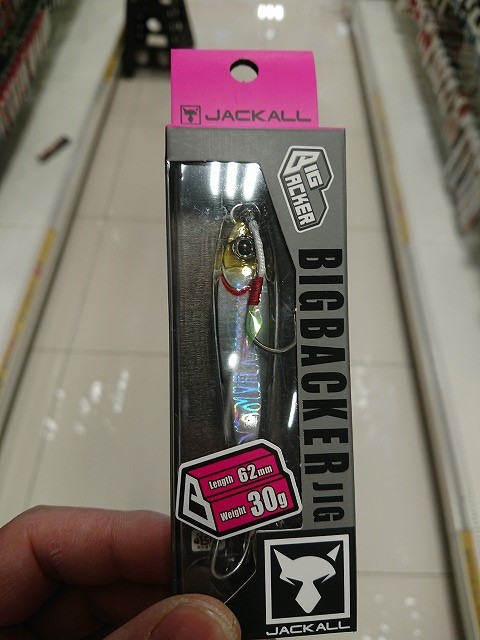 JACKALL
BIG
BACKER
BIGBACKER JIG
Length 62mm
Weight 30g
JACKALL